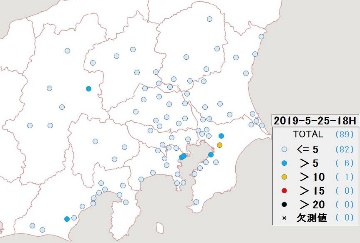 2019-5-25-18H
TOTAL (89)
<= 5 (82)
> 5 (6)
> 10 (1)
> 15 (0)
> 20 (0)
× 欠測値 (0)